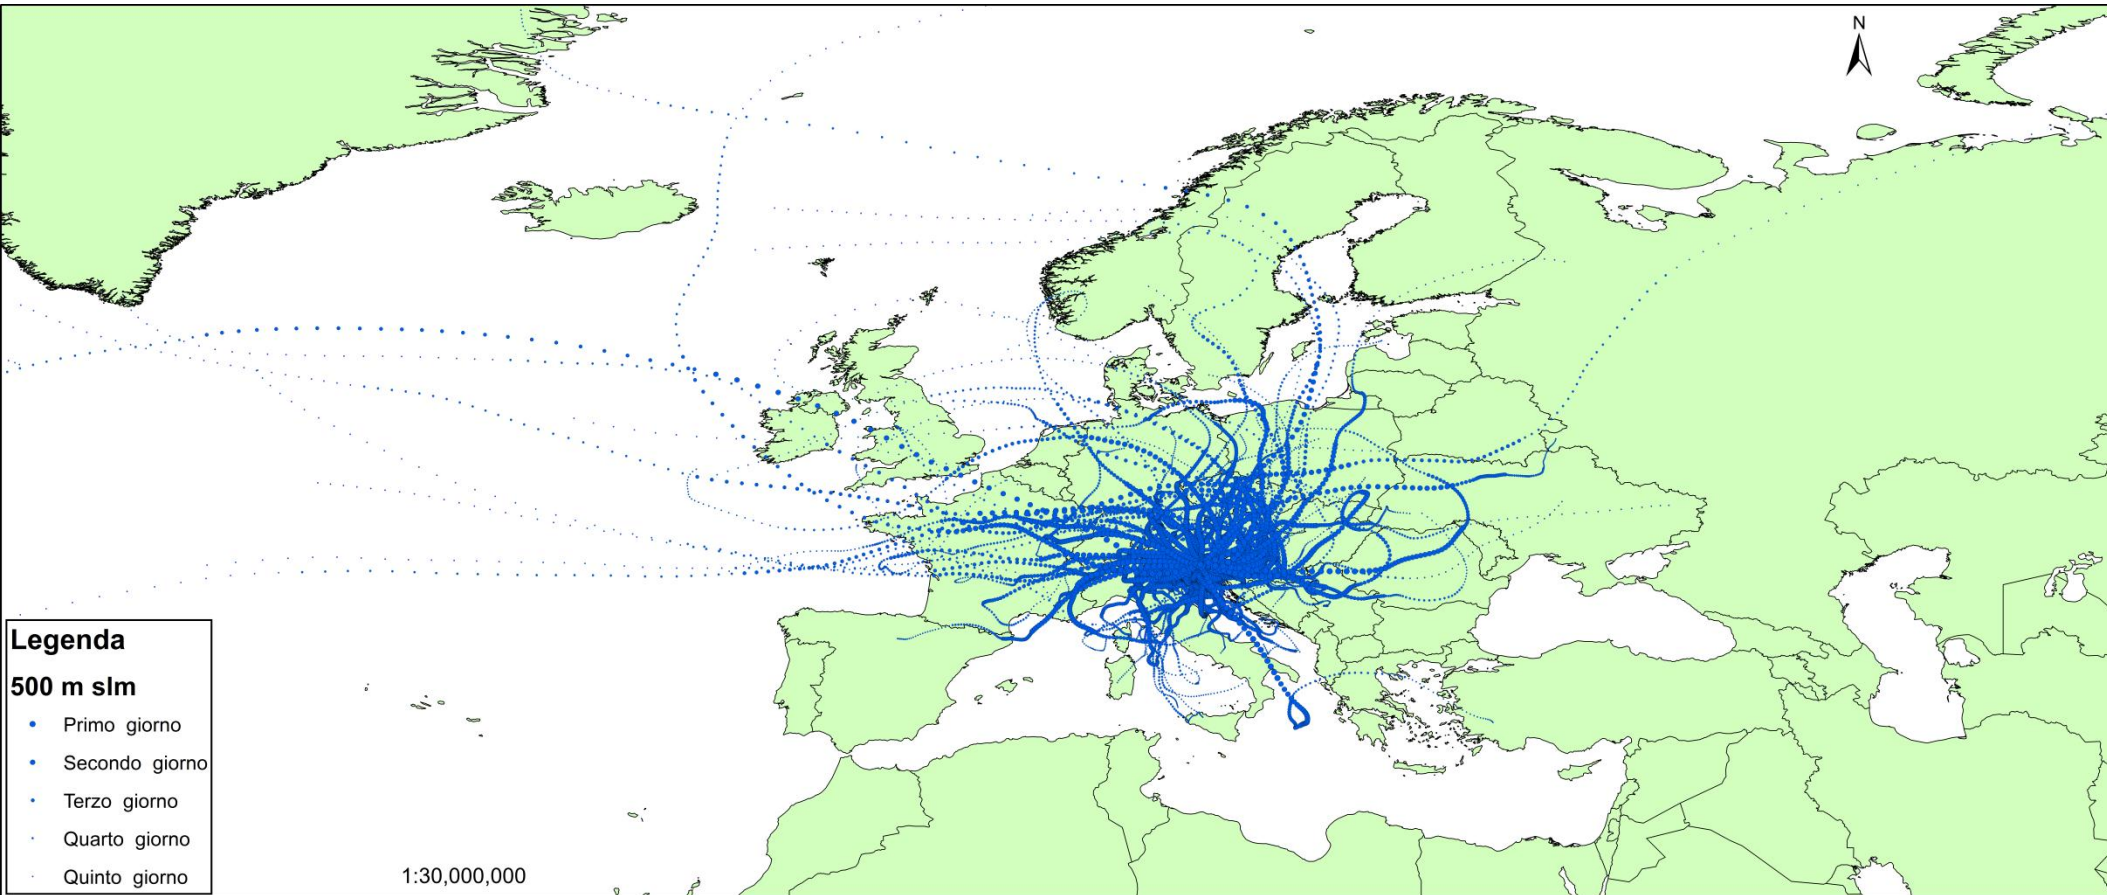 N
Legenda
500 m slm
Primo giorno
Secondo giorno
Terzo giorno
Quarto giorno
Quinto giorno
1:30,000,000